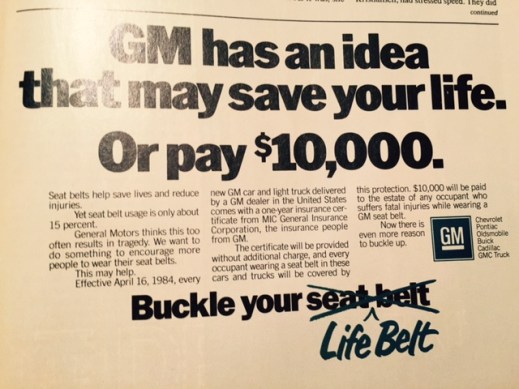 speed. They did
continued
GM has an idea
that may save your life.
Or pay $10,000.
Seat belts help save lives and reduce
injuries.
Yet seat belt usage is only about
15 percent.
General Motors thinks this too
often results in tragedy. We want to
do something to encourage more
people to wear their seat belts.
This may help.
Effective April 16, 1984, every
new GM car and light truck delivered
by a GM dealer in the United States
comes with a one-year insurance cer-
tificate from MIC General Insurance
Corporation, the insurance people
from GM.
The certificate will be provided
without additional charge, and every
occupant wearing a seat belt in these
cars and trucks will be covered by
this protection. $10,000 will be paid
to the estate of any occupant who
suffers fatal injuries while wearing a
GM seat belt.
Now there is
even more reason
to buckle up.
GM
Chevrolet
Pontiac
Oldsmobile
Buick
Cadillac
GMC Truck
Buckle your seat belt
Life Belt